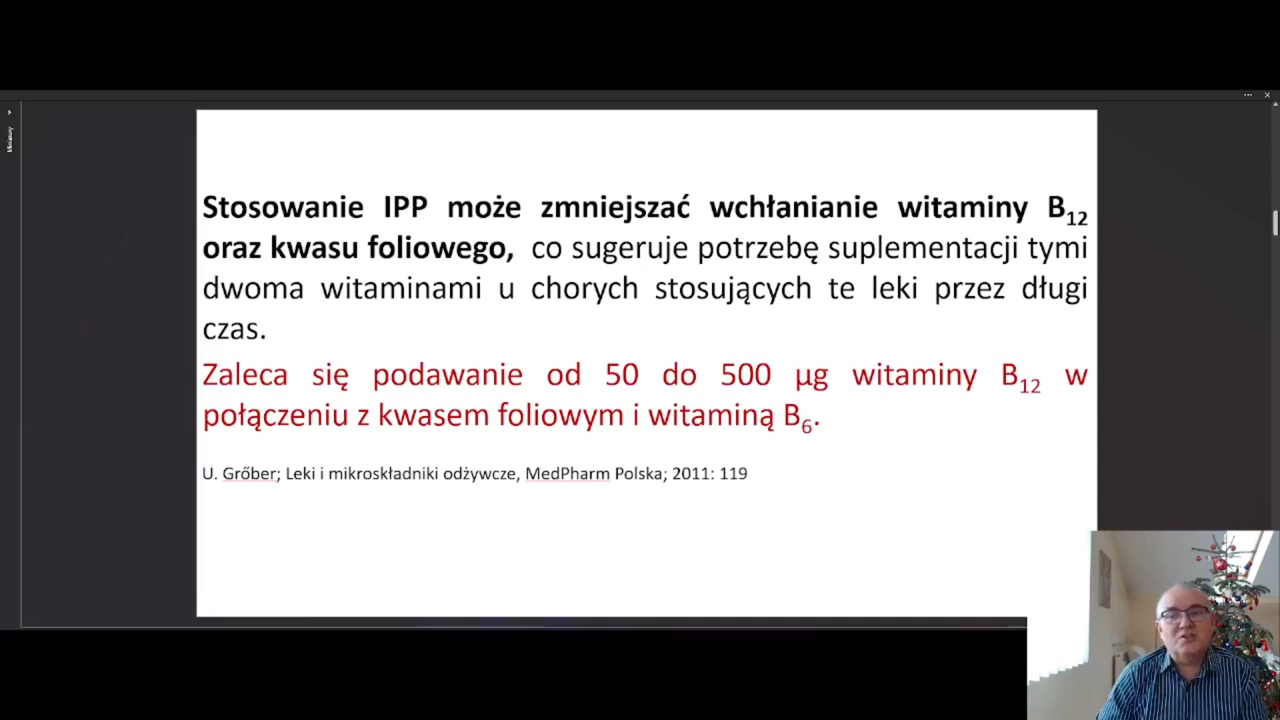 Miniatury
Stosowanie IPP może zmniejszać wchłanianie witaminy B12
oraz kwasu foliowego, co sugeruje potrzebę suplementacji tymi
dwoma witaminami u chorych stosujących te leki przez długi
czas.
Zaleca się podawanie od 50 do 500 µg witaminy B12 w
połączeniu z kwasem foliowym i witaminą B6.
U. Grőber; Leki i mikroskładniki odżywcze, MedPharm Polska; 2011: 119